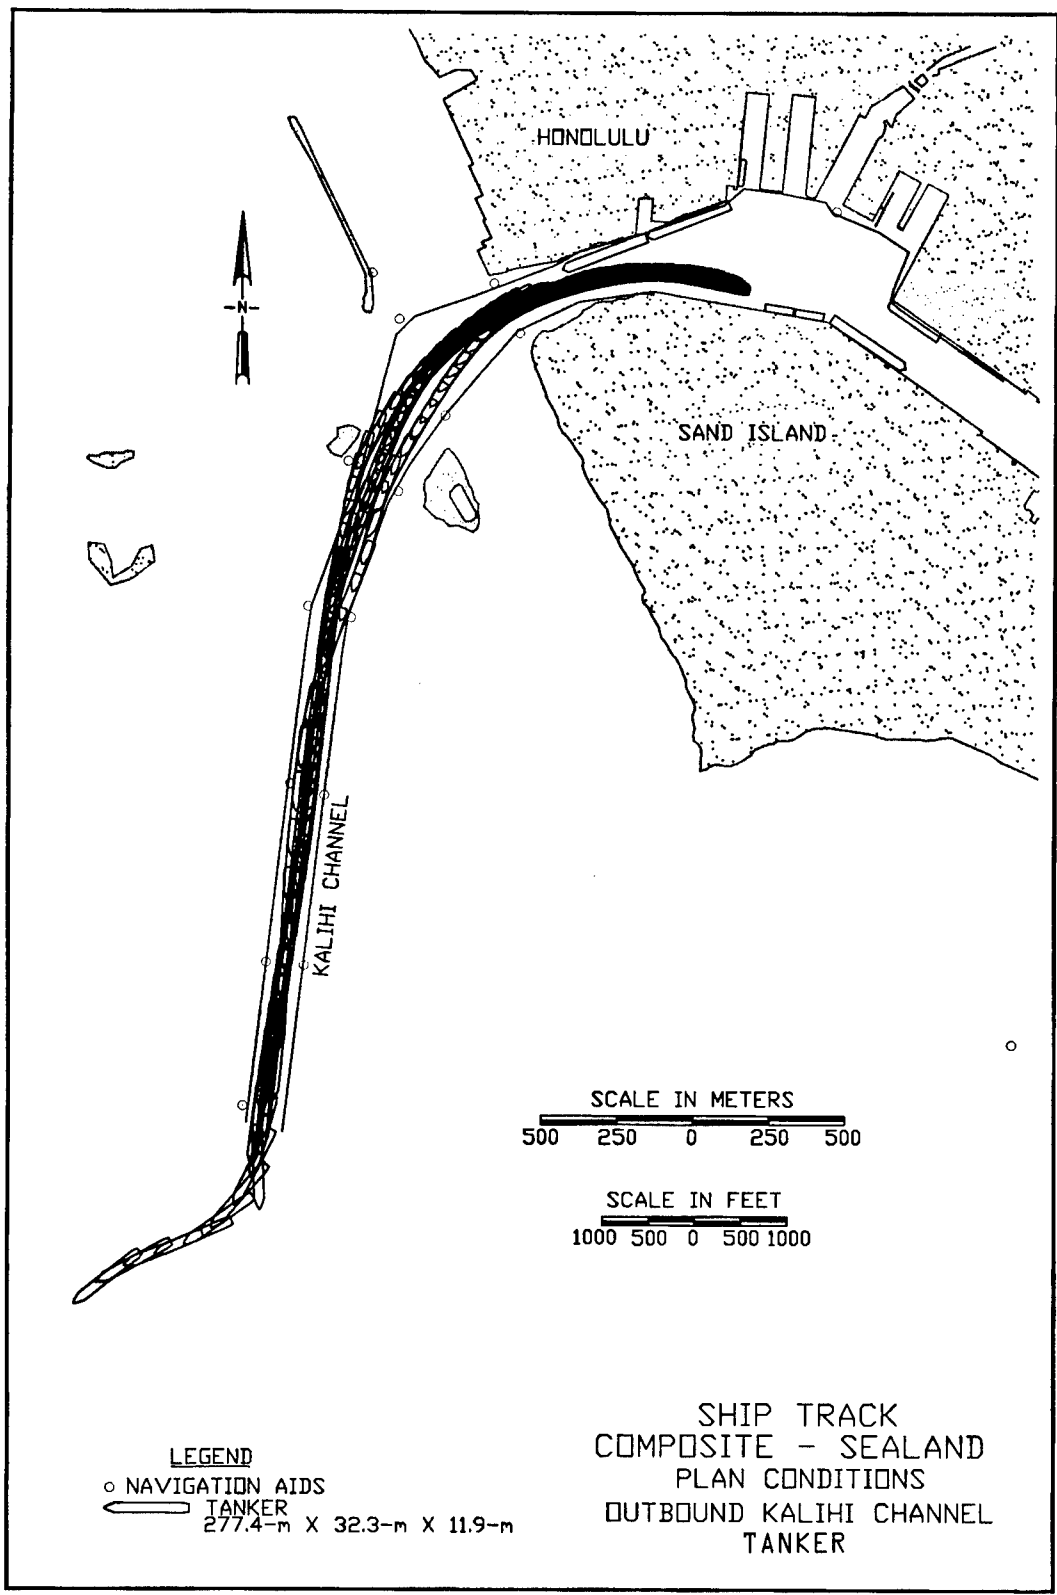 HONOLULU
-N-
SAND ISLAND
KALIHI CHANNEL
SCALE IN METERS
500 250 0 250 500
SCALE IN FEET
1000 500 0 500 1000
SHIP TRACK
COMPOSITE - SEALAND
PLAN CONDITIONS
OUTBOUND KALIHI CHANNEL
TANKER
LEGEND
NAVIGATION AIDS
TANKER
277.4-m X 32.3-m X 11.9-m